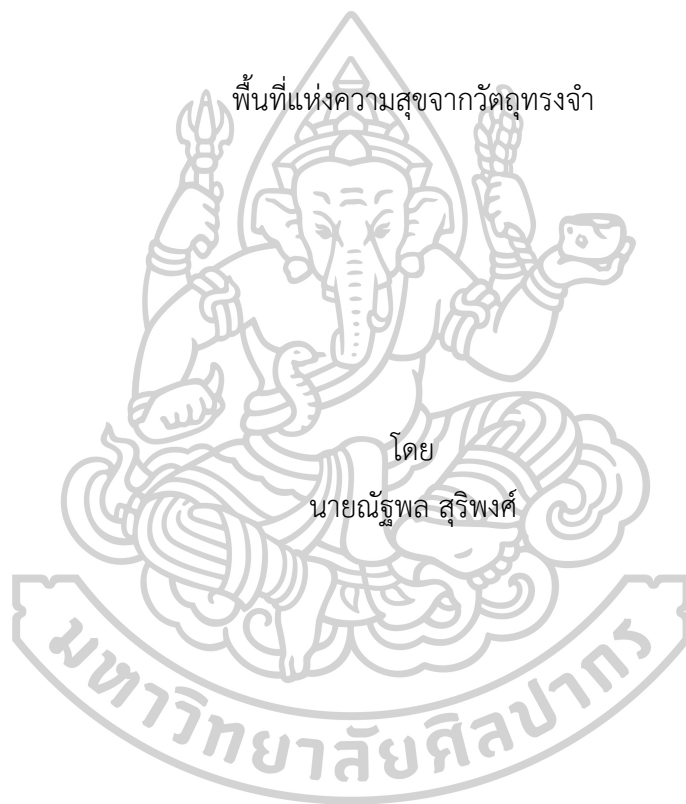 พื้นที่แห่งความสุขจากวัตถุทรงจำ
โดย
นายณัฐพล สุริพงศ์
มหาวิทยาลัยศิลปากร